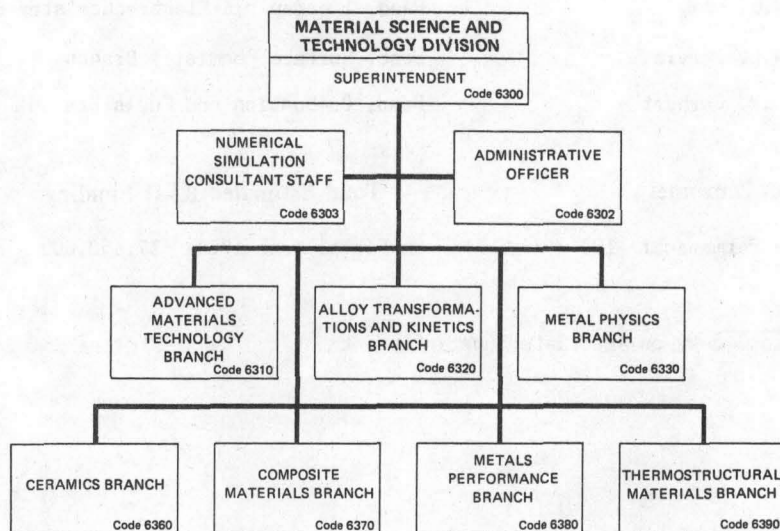 MATERIAL SCIENCE AND
TECHNOLOGY DIVISION
SUPERINTENDENT
Code 6300
NUMERICAL
SIMULATION
CONSULTANT STAFF
Code 6303
ADMINISTRATIVE
OFFICER
Code 6302
ADVANCED
MATERIALS
TECHNOLOGY
BRANCH
Code 6310
ALLOY TRANSFORMA-
TIONS AND KINETICS
BRANCH
Code 6320
METAL PHYSICS
BRANCH
Code 6330
CERAMICS BRANCH
Code 6360
COMPOSITE
MATERIALS BRANCH
Code 6370
METALS
PERFORMANCE
BRANCH
Code 6380
THERMOSTRUCTURAL
MATERIALS BRANCH
Code 6390